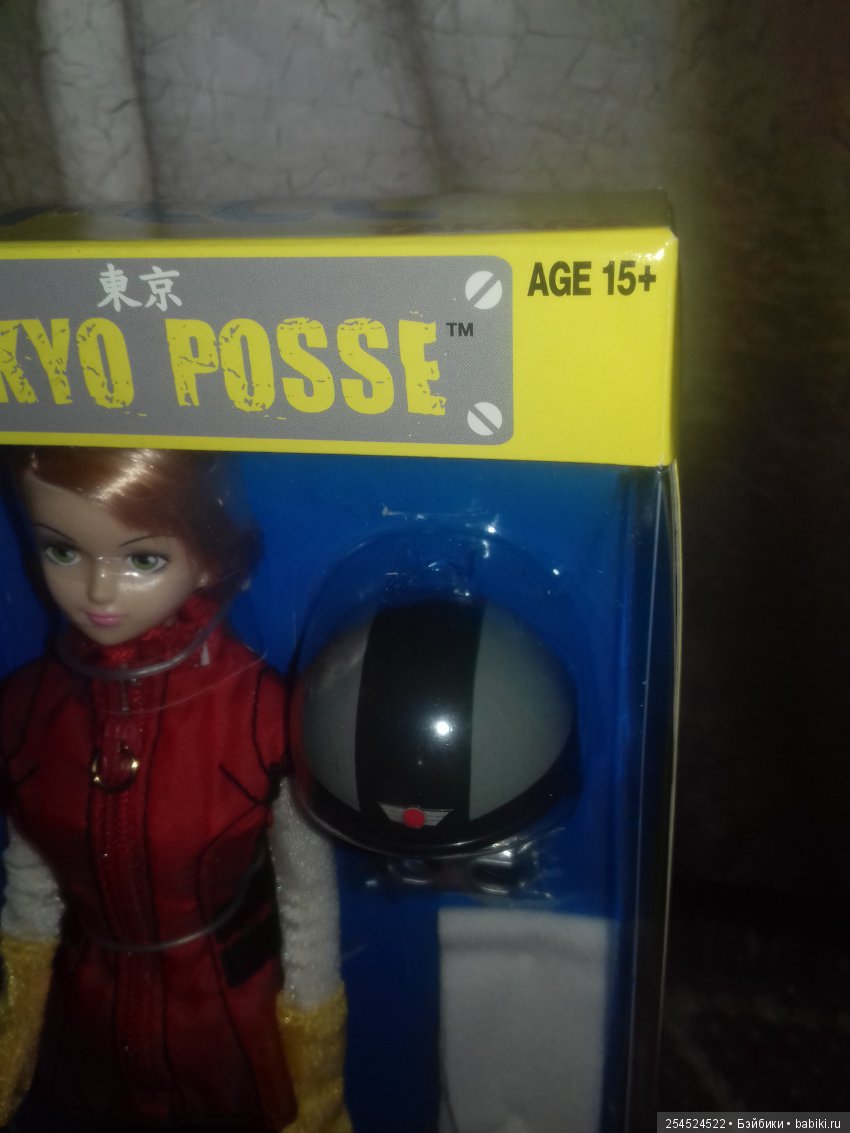 東京
KYO POSSE™
AGE 15+
254524522 • Бэйбики • babiki.ru